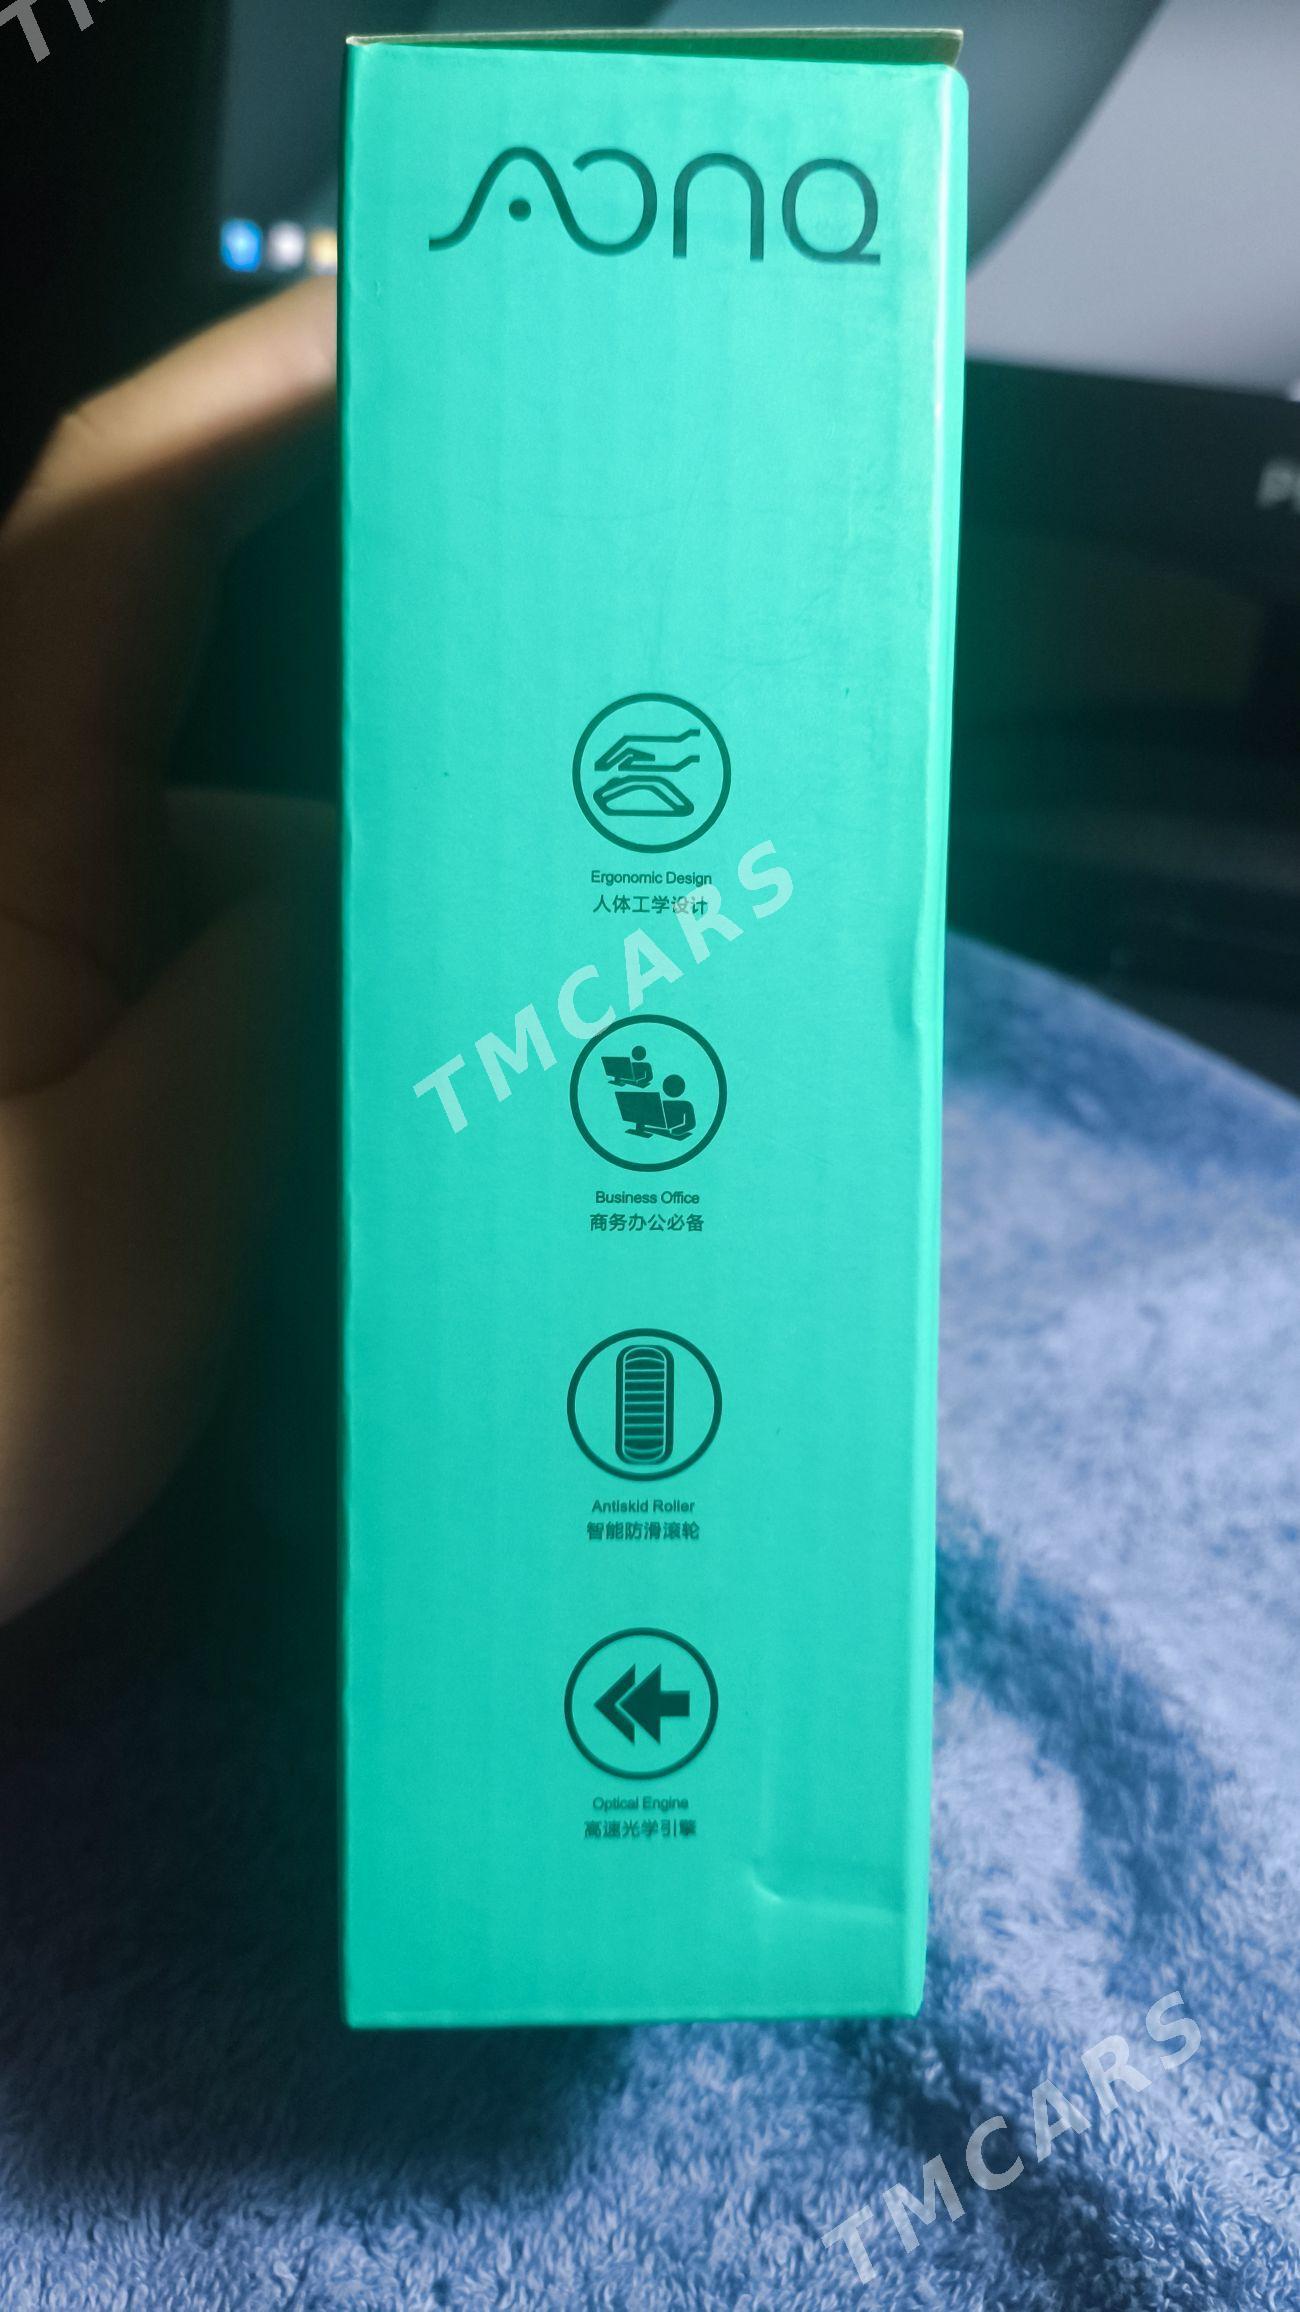 AONQ
Ergonomic Design
人体工学设计
TMCARS
Business Office
商务办公必备
Antiskid Roller
智能防滑滚轮
Optical Engine
高速光学引擎
TMCARS